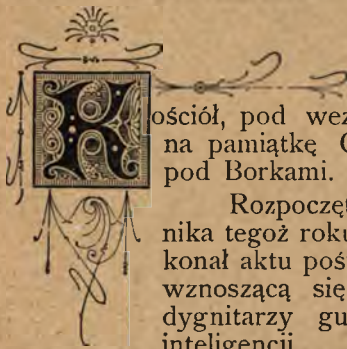 Kościół, pod wez
na pamiątkę
pod Borkami.
Rozpoczęt
nika tegoż roku
konał aktu poś
wznoszącą się
dygnitarzy gu
inteligencji